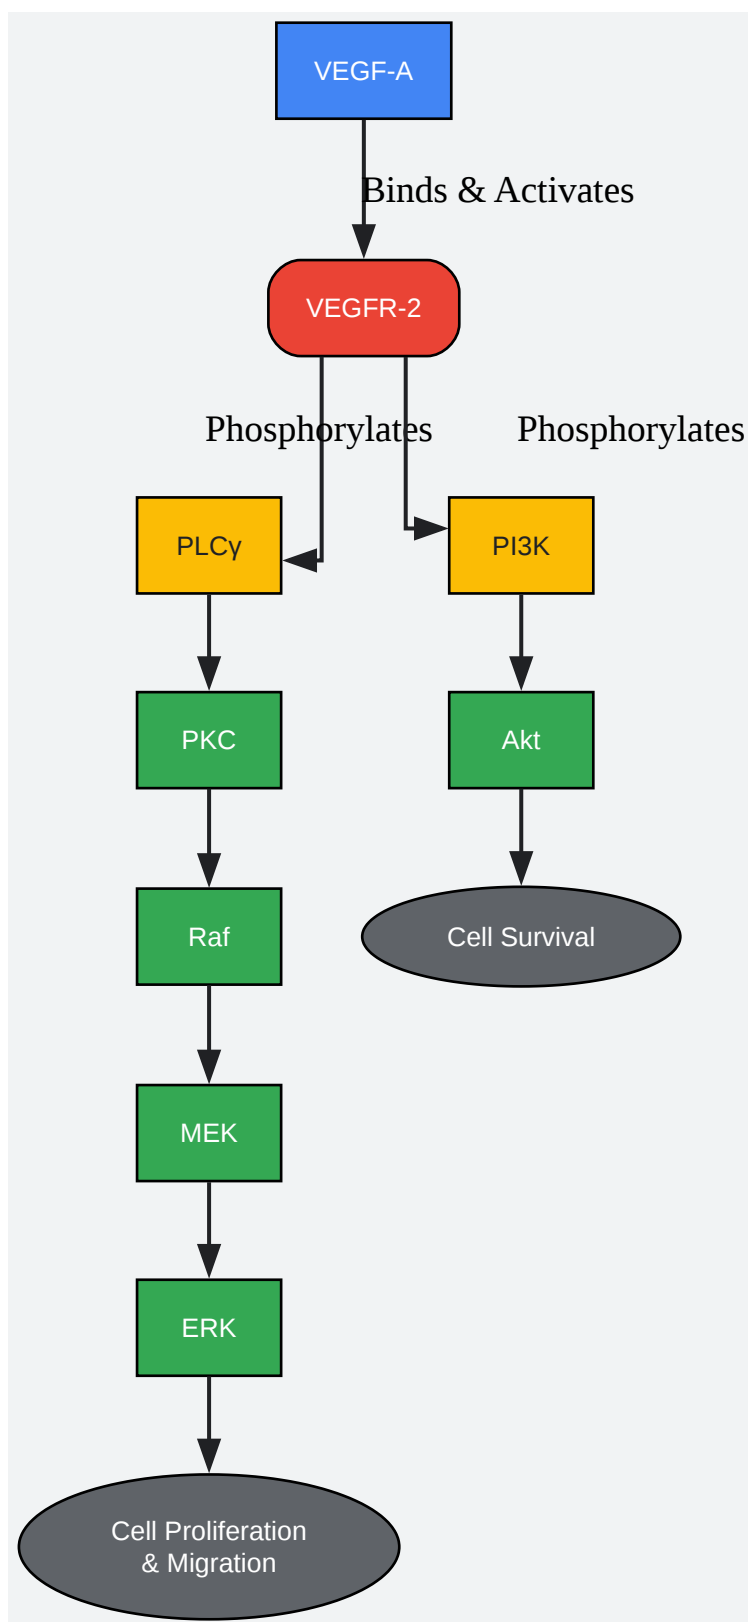 VEGF-A
Binds & Activates
VEGFR-2
Phosphorylates
Phosphorylates
PLCγ
PI3K
PKC
Akt
Raf
Cell Survival
MEK
ERK
Cell Proliferation
& Migration